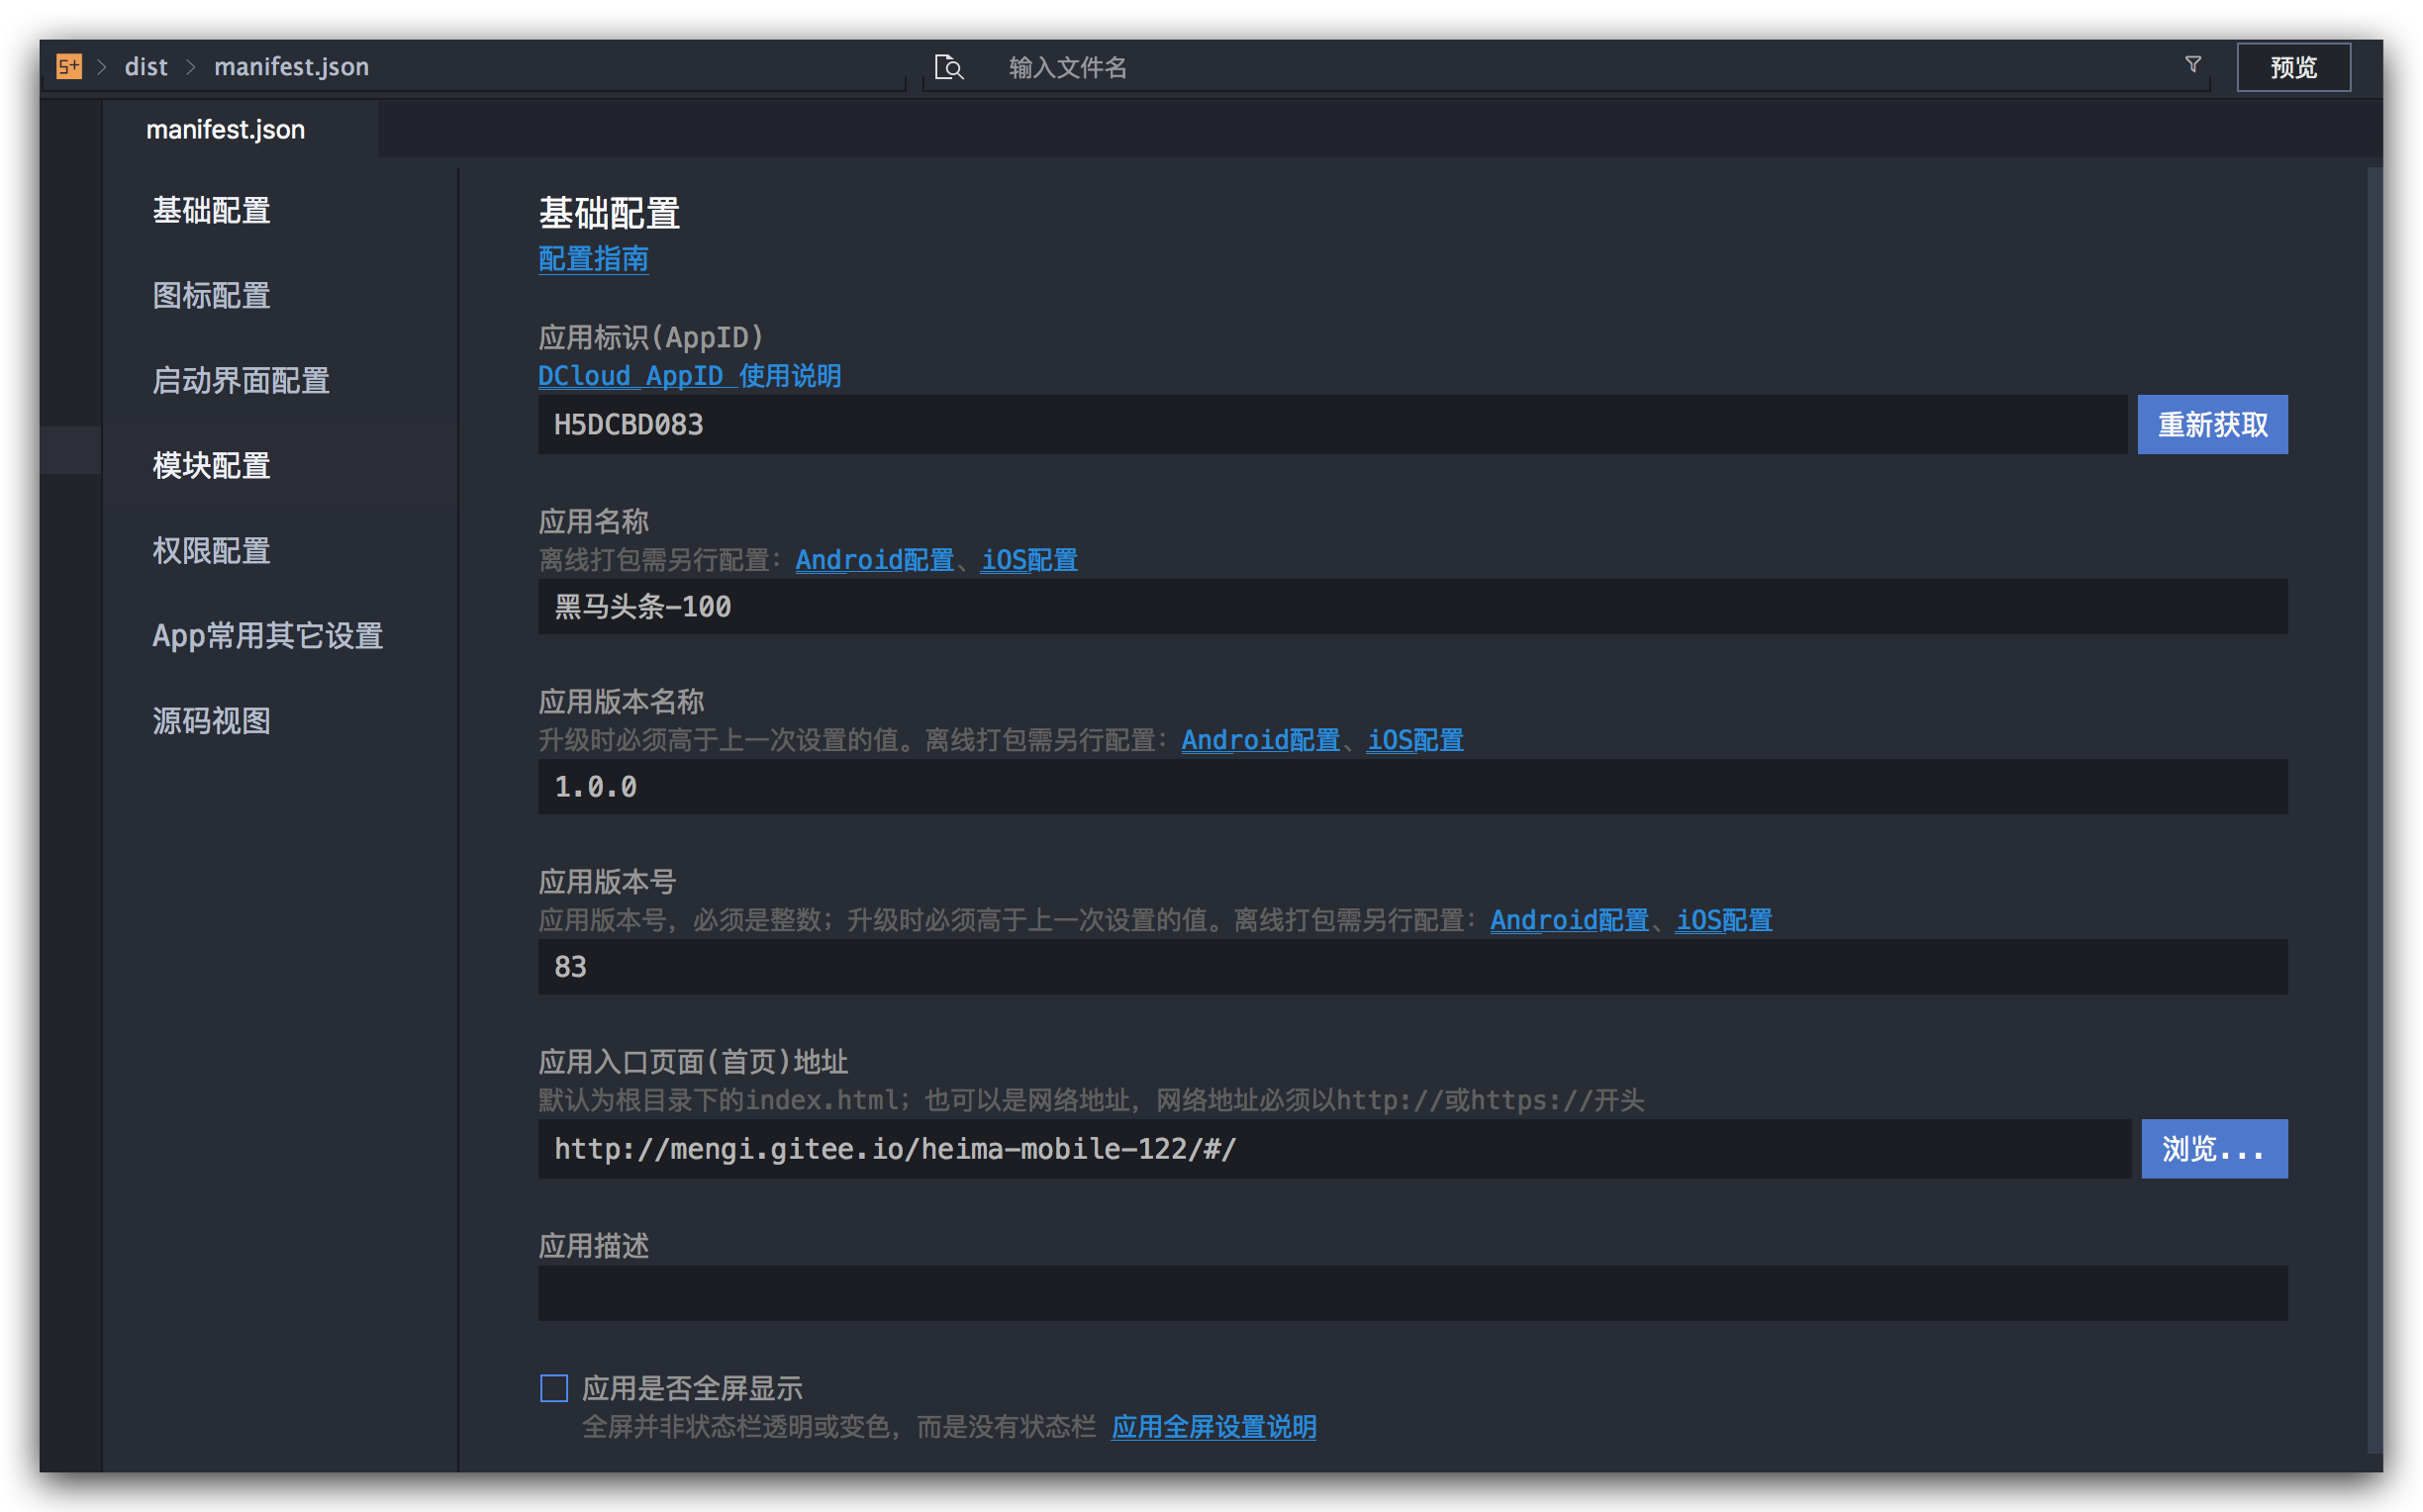 dist > manifest.json
输入文件名
预览
manifest.json
基础配置
图标配置
启动界面配置
模块配置
权限配置
App常用其它设置
源码视图
基础配置
配置指南
应用标识(AppID)
DCloud AppID 使用说明
H5DCBD083
重新获取
应用名称
离线打包需另行配置：Android配置、iOS配置
黑马头条-100
应用版本名称
升级时必须高于上一次设置的值。离线打包需另行配置：Android配置、iOS配置
1.0.0
应用版本号
应用版本号，必须是整数；升级时必须高于上一次设置的值。离线打包需另行配置：Android配置、iOS配置
83
应用入口页面(首页)地址
默认为根目录下的index.html；也可以是网络地址，网络地址必须以http://或https://开头
http://mengi.gitee.io/heima-mobile-122/#/
浏览...
应用描述
应用是否全屏显示
全屏并非状态栏透明或变色，而是没有状态栏 应用全屏设置说明